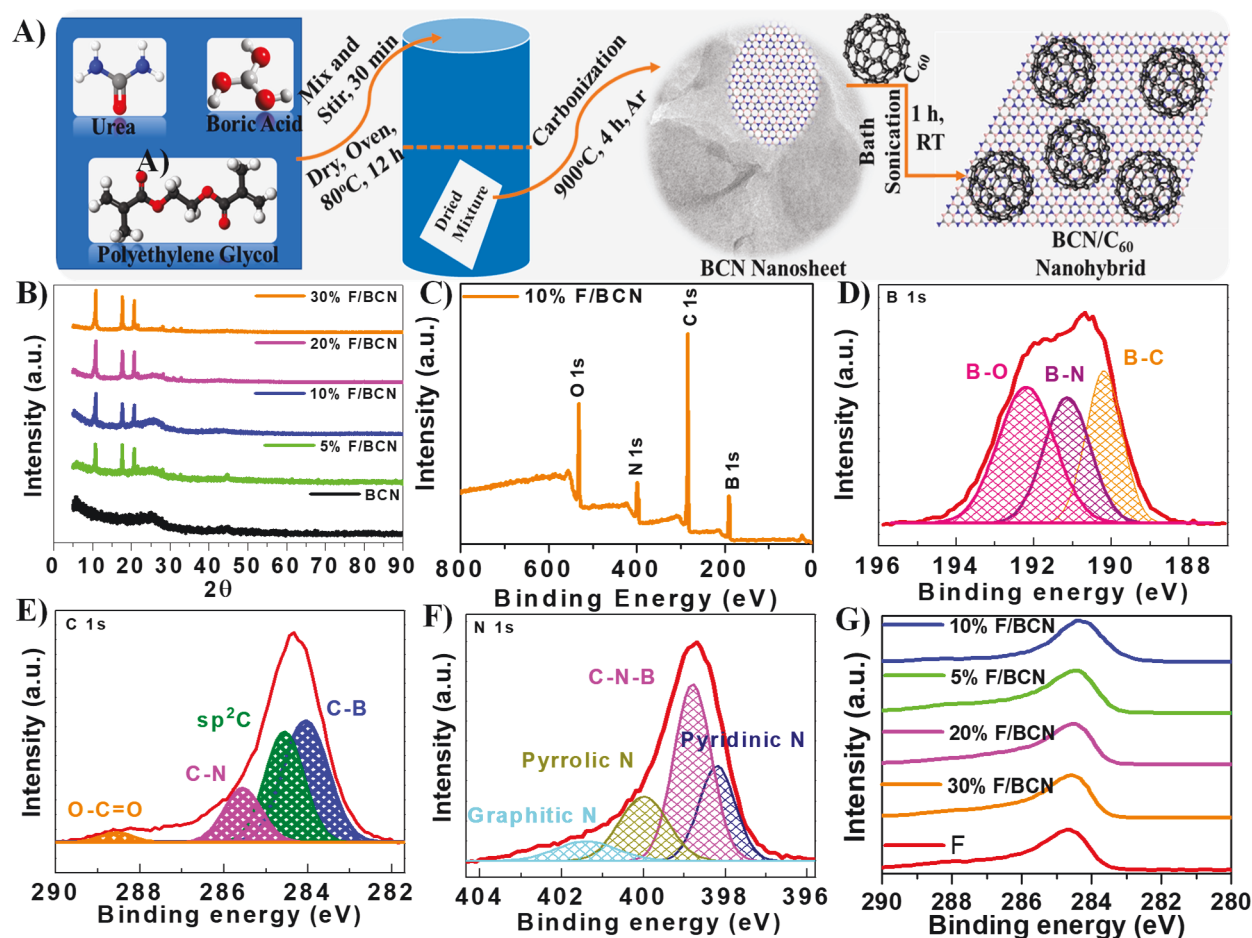 A)
Urea
Boric Acid
A)
Polyethylene Glycol
Mix and
Stir, 30 min
Dry, Oven,
80°C, 12 h
Dried
Mixture
Carbonization
900°C, 4 h, Ar
BCN Nanosheet
C60
Bath
Sonication
1 h,
RT
BCN/C60
Nanohybrid
B)
30% F/BCN
20% F/BCN
10% F/BCN
5% F/BCN
BCN
Intensity (a.u.)
0 10 20 30 40 50 60 70 80 90
2θ
C)
10% F/BCN
O 1s
N 1s
C 1s
B 1s
Intensity (a.u.)
800 600 400 200 0
Binding Energy (eV)
D)
B 1s
B-O
B-N
B-C
Intensity (a.u.)
196 194 192 190 188
Binding energy (eV)
E)
C 1s
sp2C
C-B
C-N
O-C=O
Intensity (a.u.)
290 288 286 284 282
Binding energy (eV)
F)
N 1s
C-N-B
Pyridinic N
Pyrrolic N
Graphitic N
Intensity (a.u.)
404 402 400 398 396
Binding energy (eV)
G)
10% F/BCN
5% F/BCN
20% F/BCN
30% F/BCN
F
Intensity (a.u.)
290 288 286 284 282 280
Binding energy (eV)